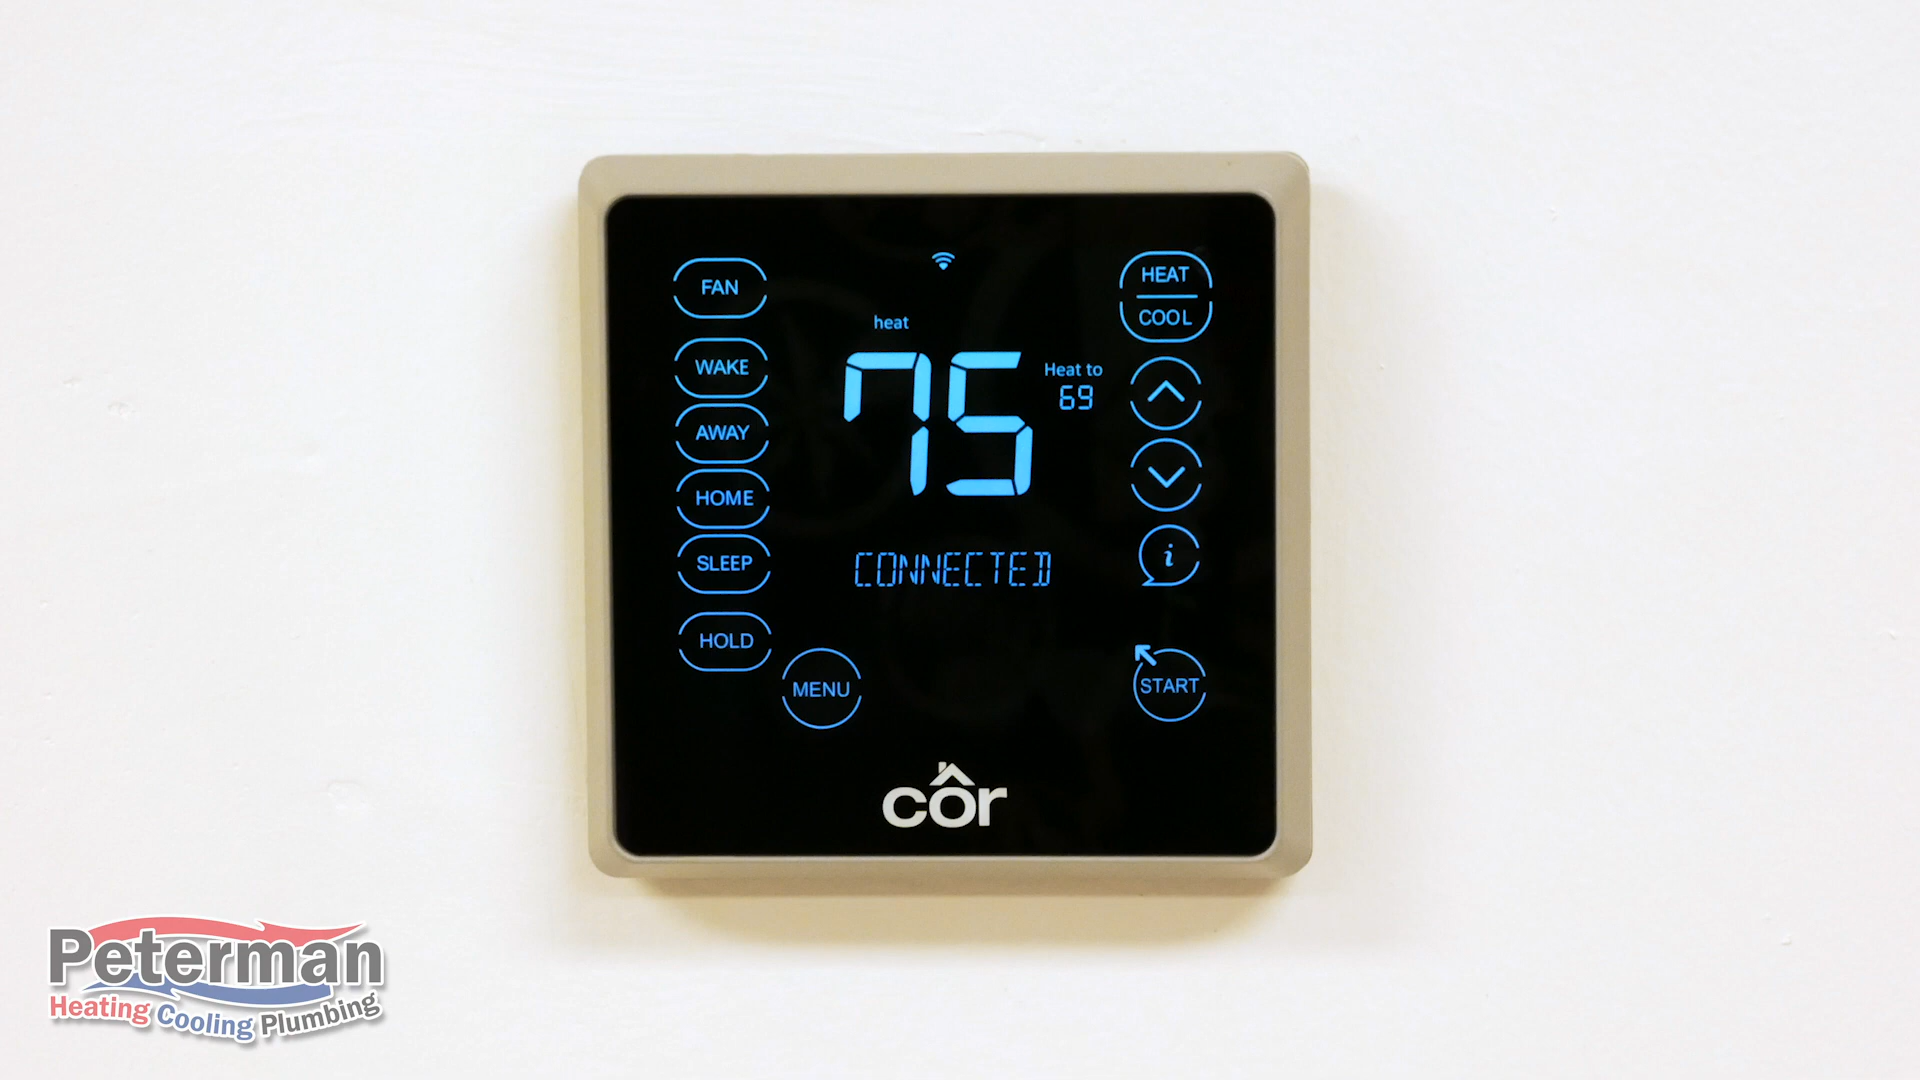 FAN
WAKE
AWAY
HOME
SLEEP
HOLD
MENU
heat
75
Heat to
69
CONNECTED
HEAT
COOL
i
START
côr
Peterman
Heating Cooling Plumbing